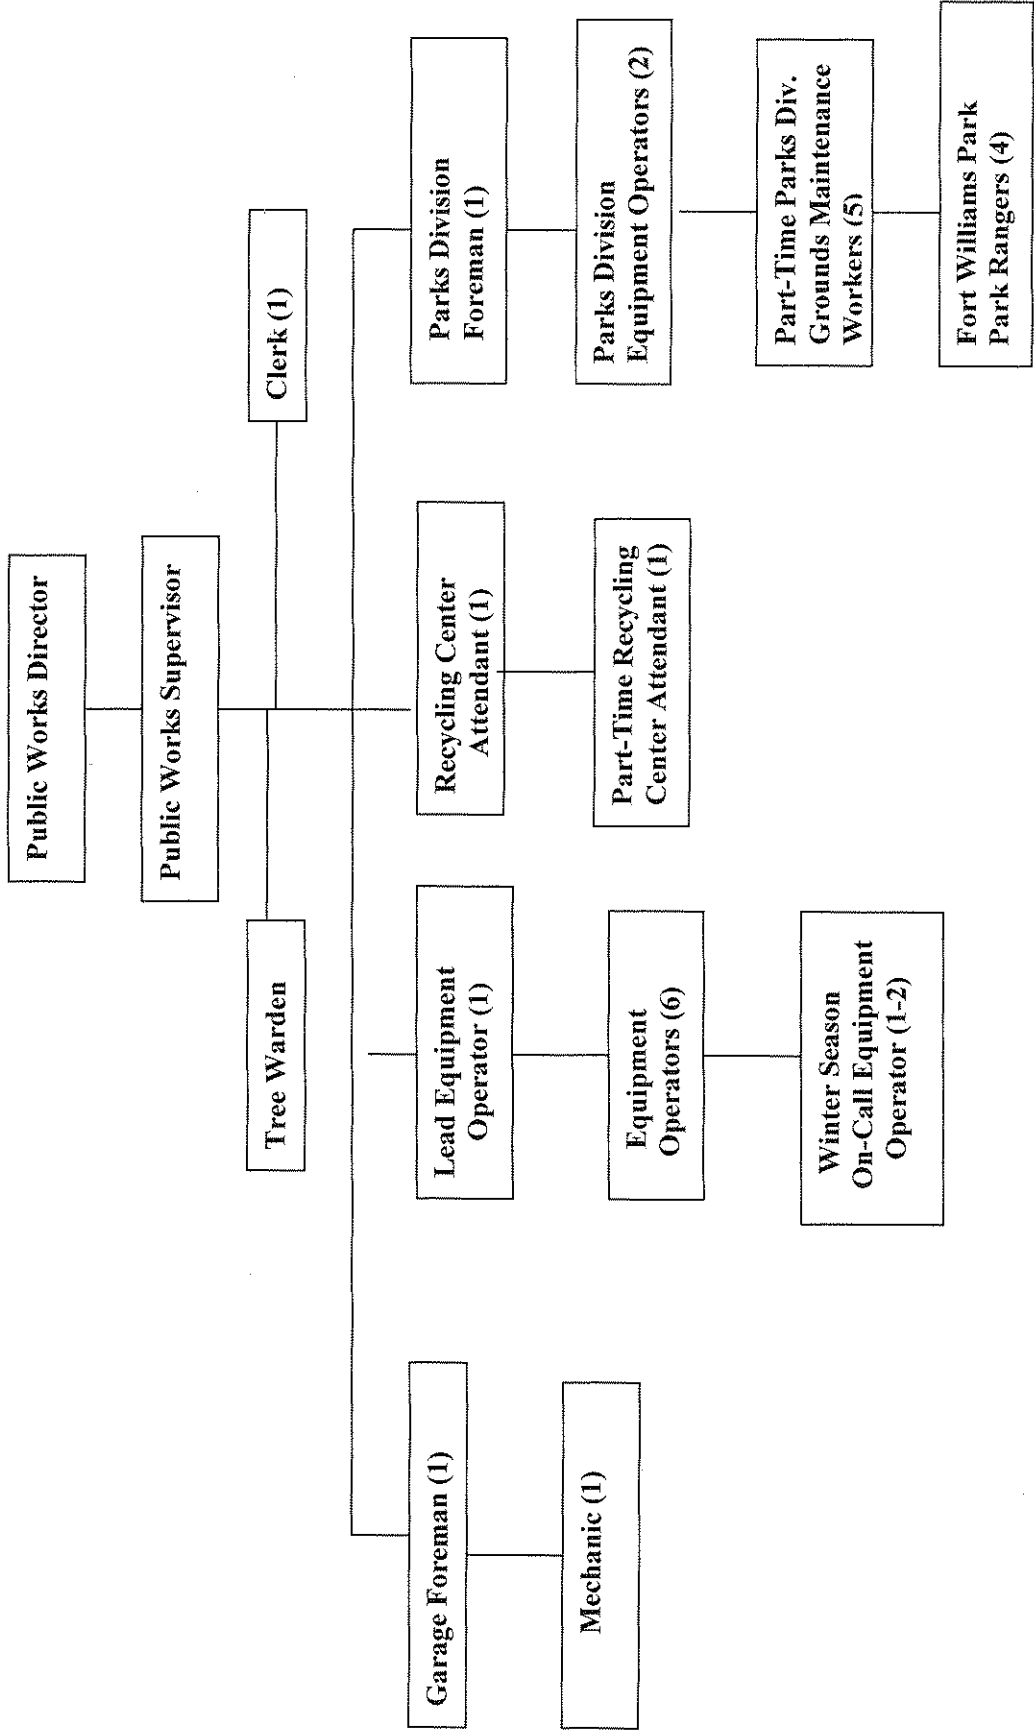 Public Works Director
Public Works Supervisor
Tree Warden
Clerk (1)
Garage Foreman (1)
Mechanic (1)
Lead Equipment
Operator (1)
Equipment
Operators (6)
Winter Season
On-Call Equipment
Operator (1-2)
Recycling Center
Attendant (1)
Part-Time Recycling
Center Attendant (1)
Parks Division
Foreman (1)
Parks Division
Equipment Operators (2)
Part-Time Parks Div.
Grounds Maintenance
Workers (5)
Fort Williams Park
Park Rangers (4)